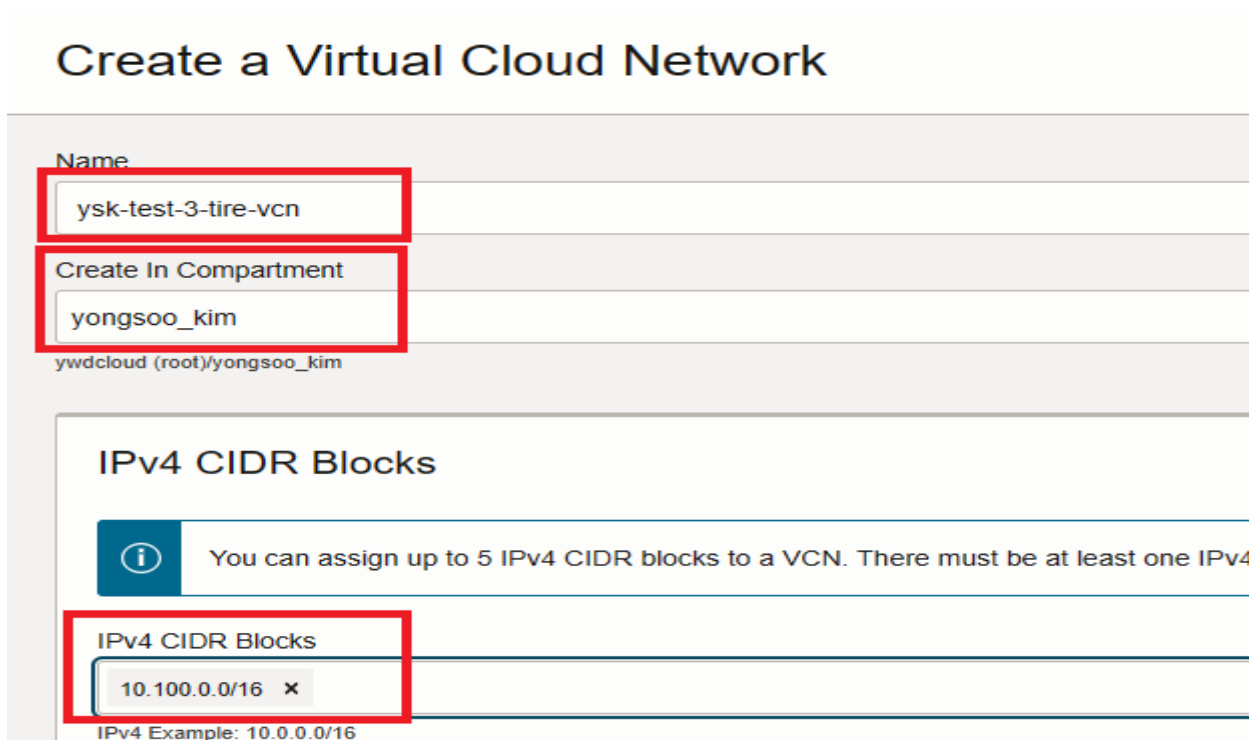 Create a Virtual Cloud Network
Name
ysk-test-3-tire-vcn
Create In Compartment
yongsoo_kim
ywdcloud (root)/yongsoo_kim
IPv4 CIDR Blocks
You can assign up to 5 IPv4 CIDR blocks to a VCN. There must be at least one IPv4
IPv4 CIDR Blocks
10.100.0.0/16 ×
IPv4 Example: 10.0.0.0/16